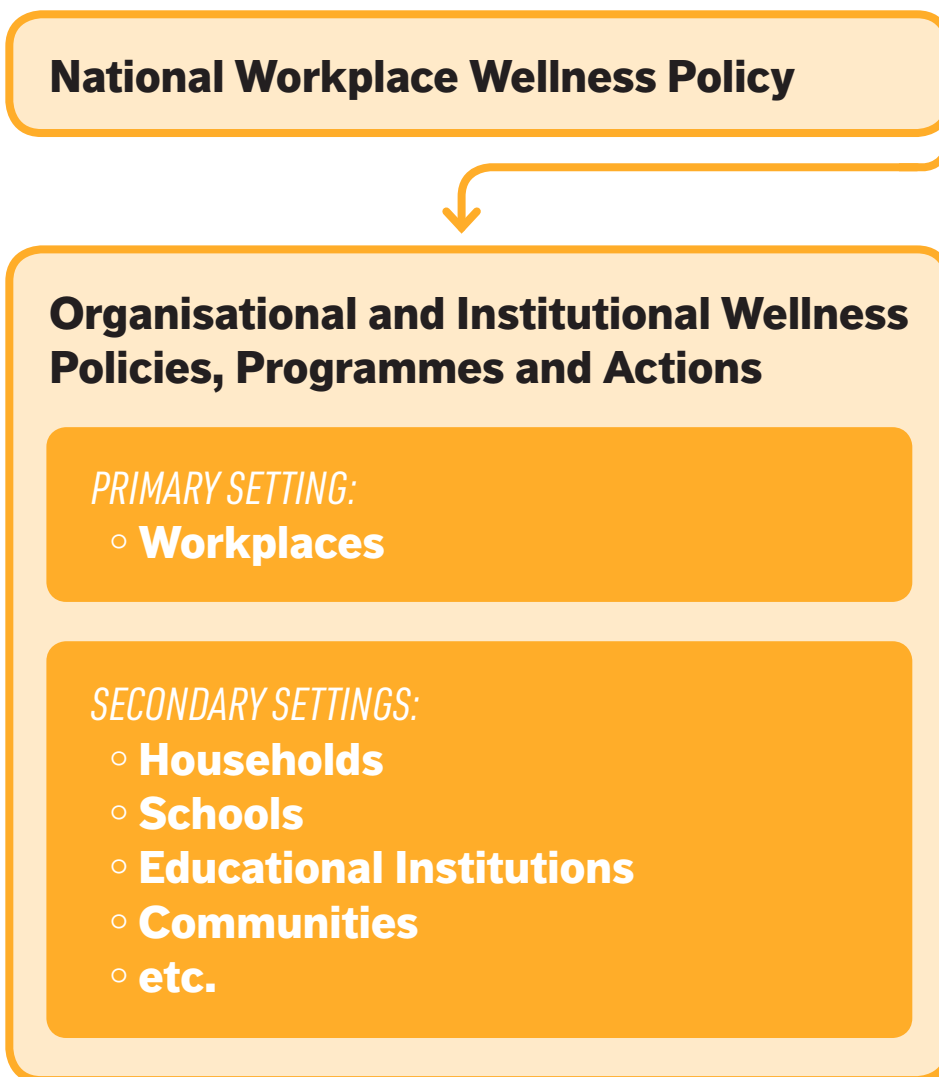 National Workplace Wellness Policy
Organisational and Institutional Wellness
Policies, Programmes and Actions
PRIMARY SETTING:
○ Workplaces
SECONDARY SETTINGS:
○ Households
○ Schools
○ Educational Institutions
○ Communities
○ etc.